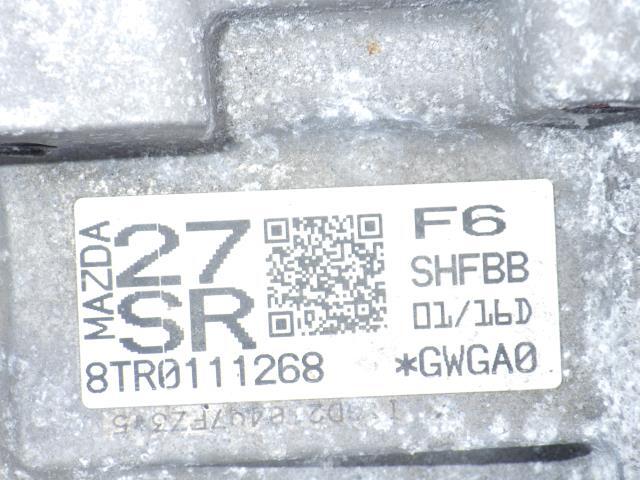 MAZDA
27 F6
SR SHFBB
01/16D
8TR0111268 *GWGA0